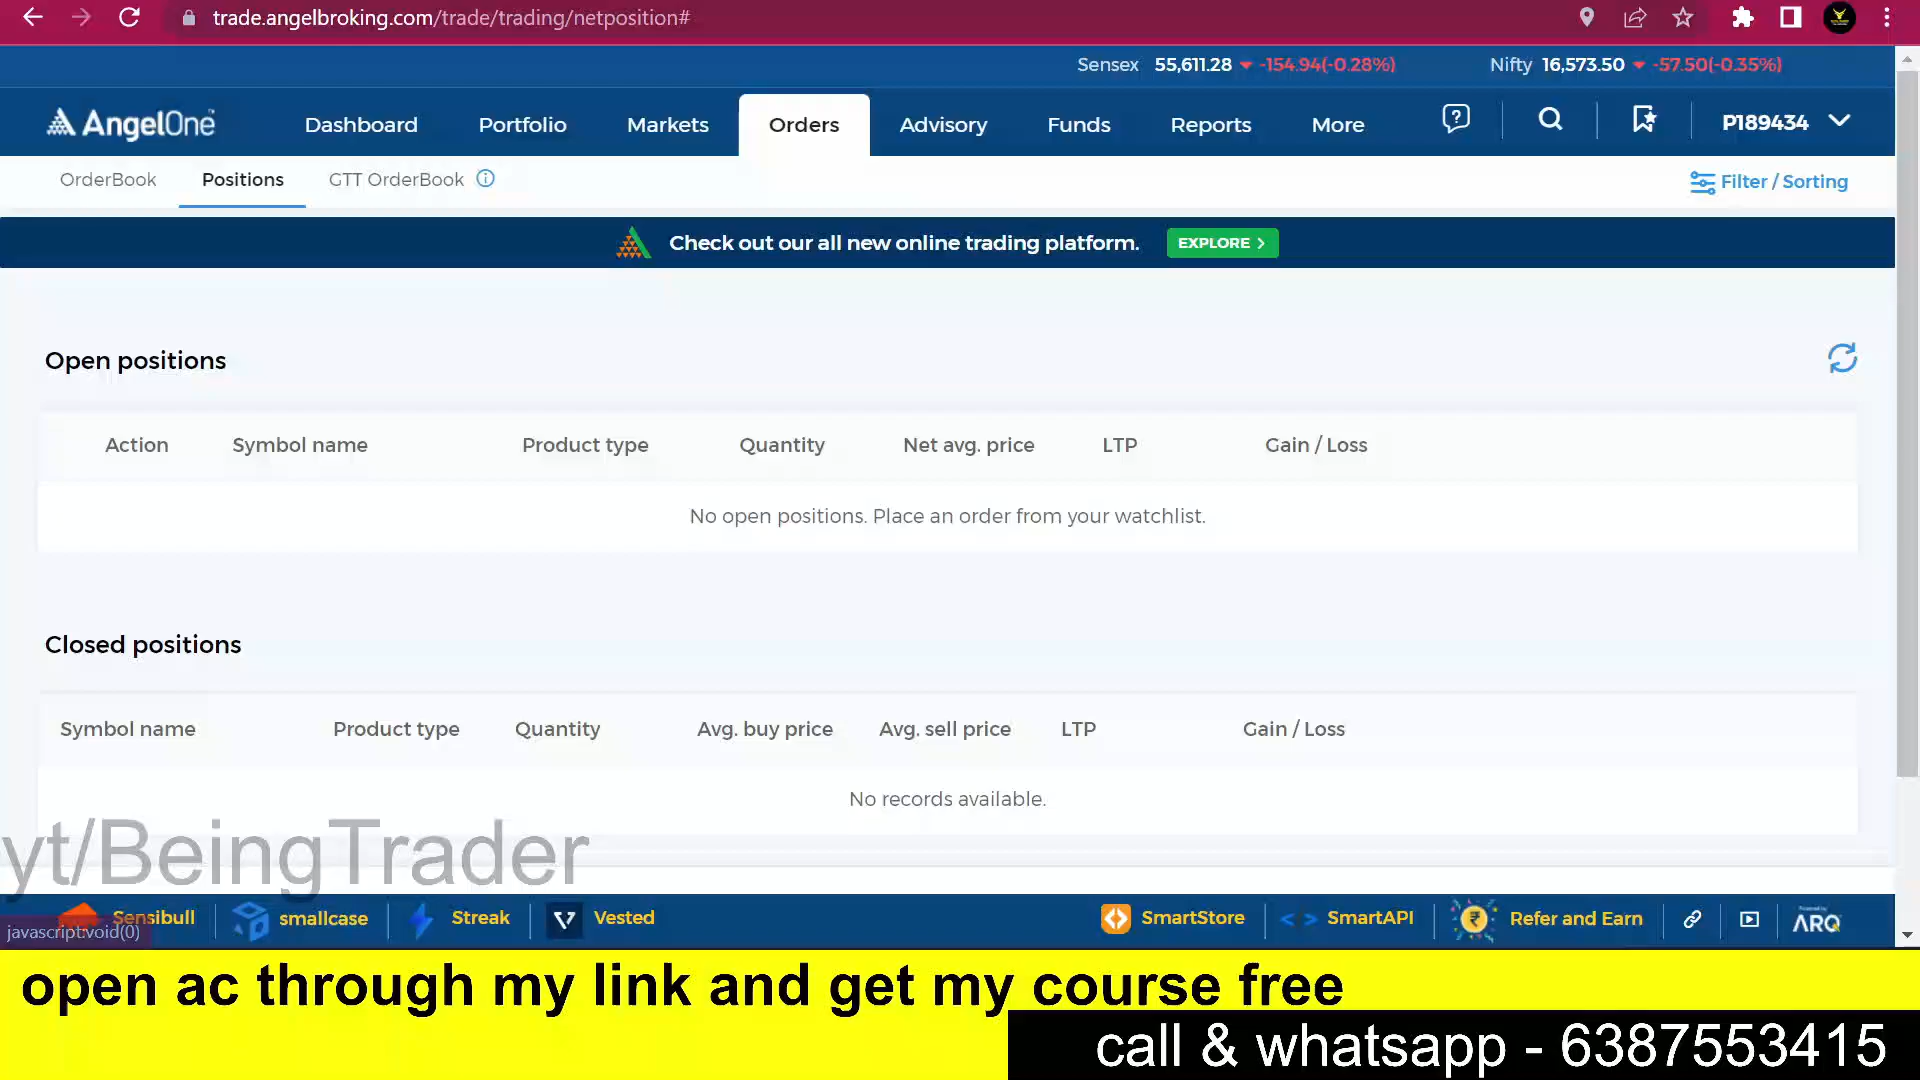 trade.angelbroking.com/trade/trading/netposition#
Sensex 55,611.28 -154.94(-0.28%) Nifty 16,573.50 -57.50(-0.35%)
AngelOne Dashboard Portfolio Markets Orders Advisory Funds Reports More P189434
OrderBook Positions GTT OrderBook Filter / Sorting
Check out our all new online trading platform. EXPLORE >
Open positions
Action Symbol name Product type Quantity Net avg. price LTP Gain / Loss
No open positions. Place an order from your watchlist.
Closed positions
Symbol name Product type Quantity Avg. buy price Avg. sell price LTP Gain / Loss
No records available.
yt/BeingTrader
Sensibull smallcase Streak Vested SmartStore SmartAPI Refer and Earn Powered by ARQ
javascript:void(0)
open ac through my link and get my course free
call & whatsapp - 6387553415